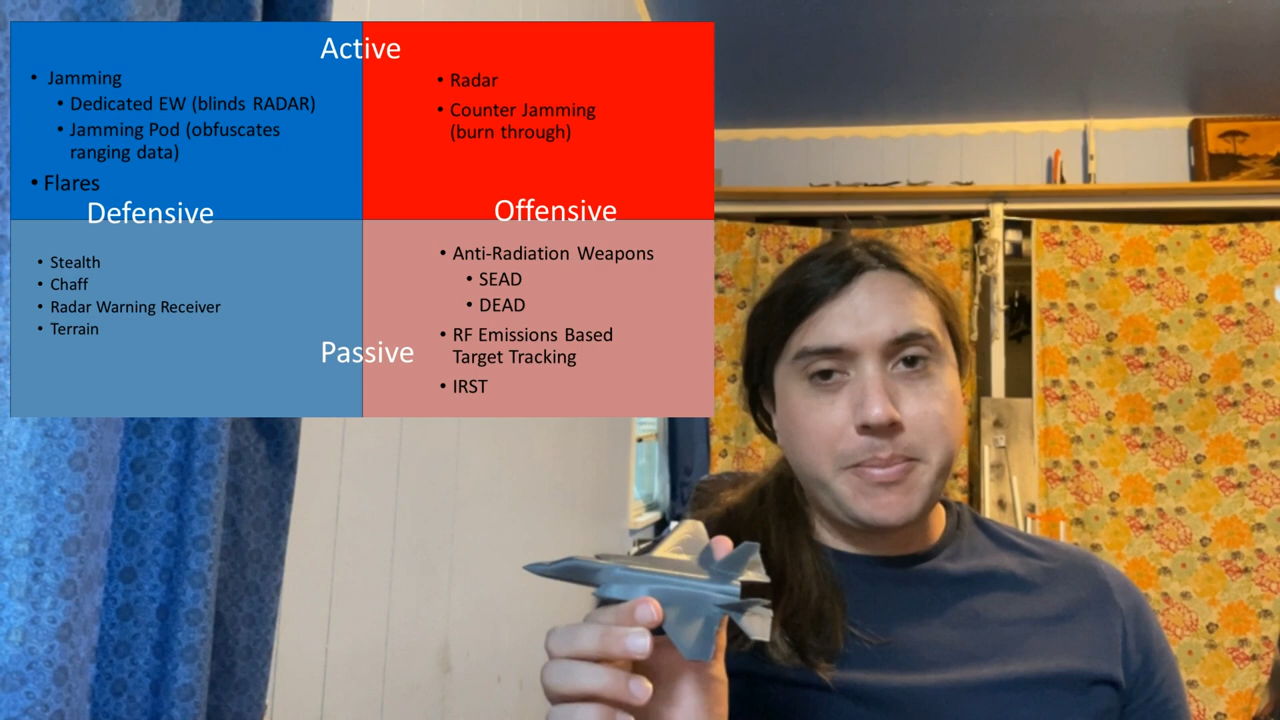 Active
• Jamming
• Dedicated EW (blinds RADAR)
• Jamming Pod (obfuscates
ranging data)
• Flares
Defensive
• Radar
• Counter Jamming
(burn through)
Offensive
• Stealth
• Chaff
• Radar Warning Receiver
• Terrain
Passive
• Anti-Radiation Weapons
• SEAD
• DEAD
• RF Emissions Based
Target Tracking
• IRST